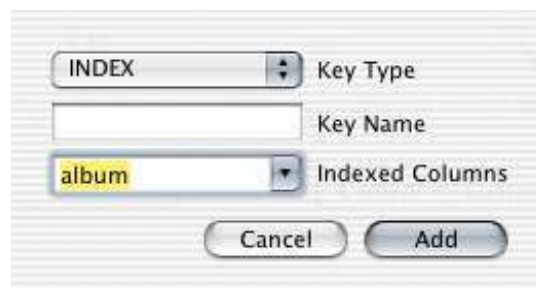 INDEX Key Type
Key Name
album Indexed Columns
Cancel Add